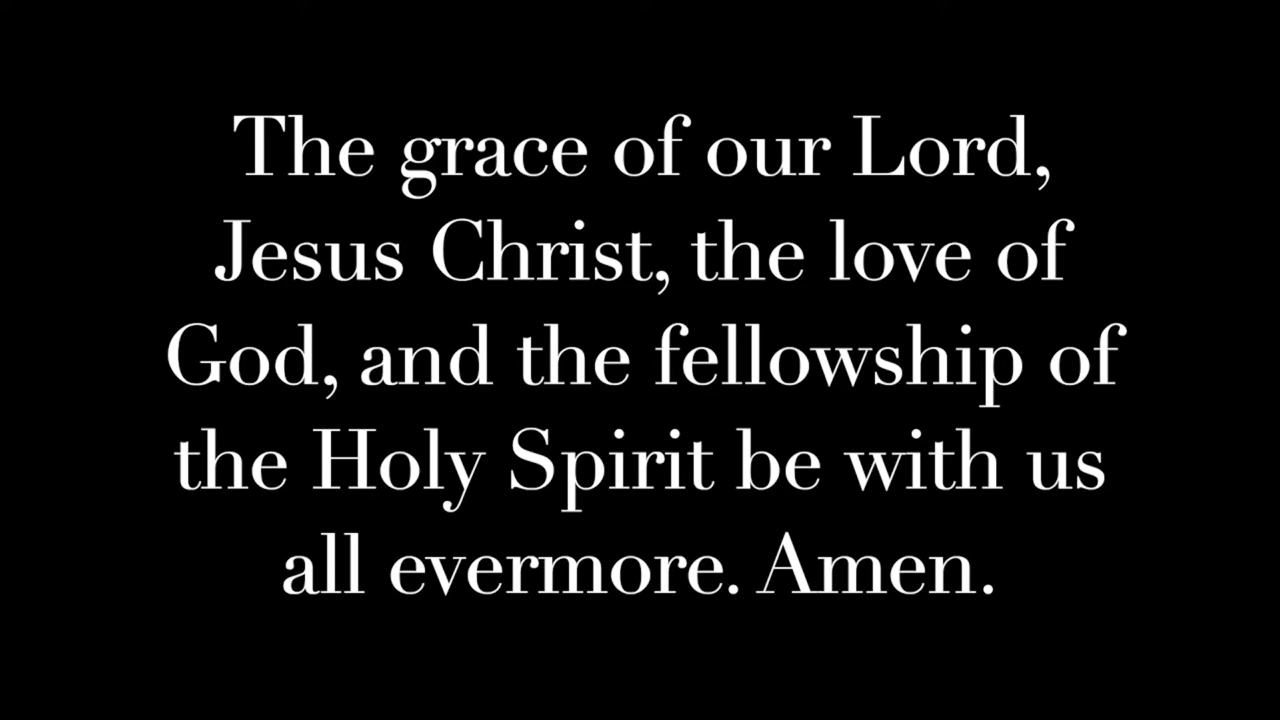 The grace of our Lord,
Jesus Christ, the love of
God, and the fellowship of
the Holy Spirit be with us
all evermore. Amen.